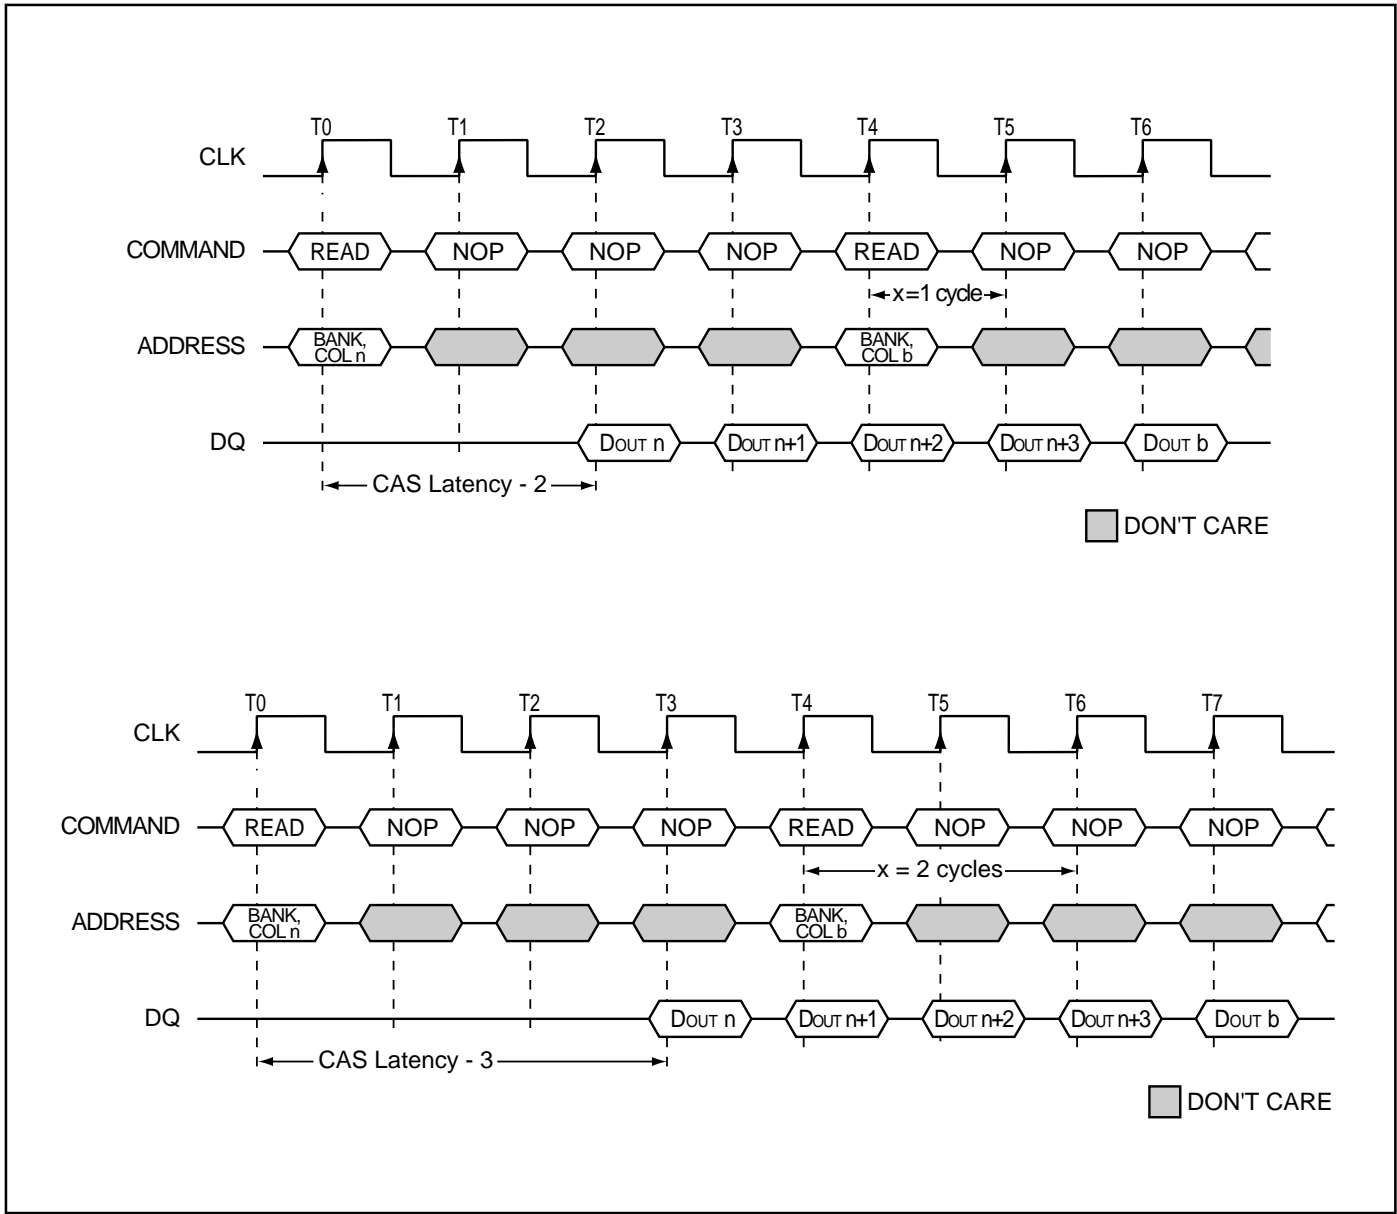 T0 T1 T2 T3 T4 T5 T6
CLK
COMMAND READ NOP NOP NOP READ NOP NOP
x=1 cycle
ADDRESS BANK, COL n BANK, COL b
DQ DOUT n DOUT n+1 DOUT n+2 DOUT n+3 DOUT b
CAS Latency - 2
DON'T CARE
T0 T1 T2 T3 T4 T5 T6 T7
CLK
COMMAND READ NOP NOP NOP READ NOP NOP NOP
x = 2 cycles
ADDRESS BANK, COL n BANK, COL b
DQ DOUT n DOUT n+1 DOUT n+2 DOUT n+3 DOUT b
CAS Latency - 3
DON'T CARE